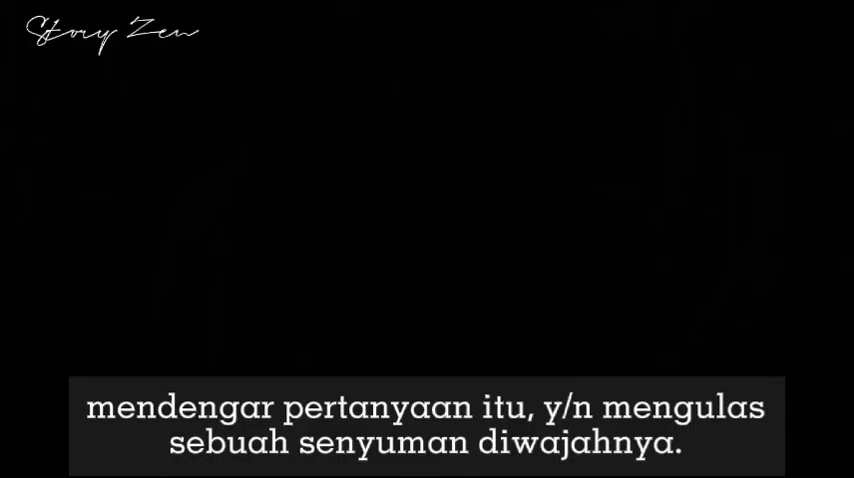 Story Zen
mendengar pertanyaan itu, y/n mengulas
sebuah senyuman diwajahnya.